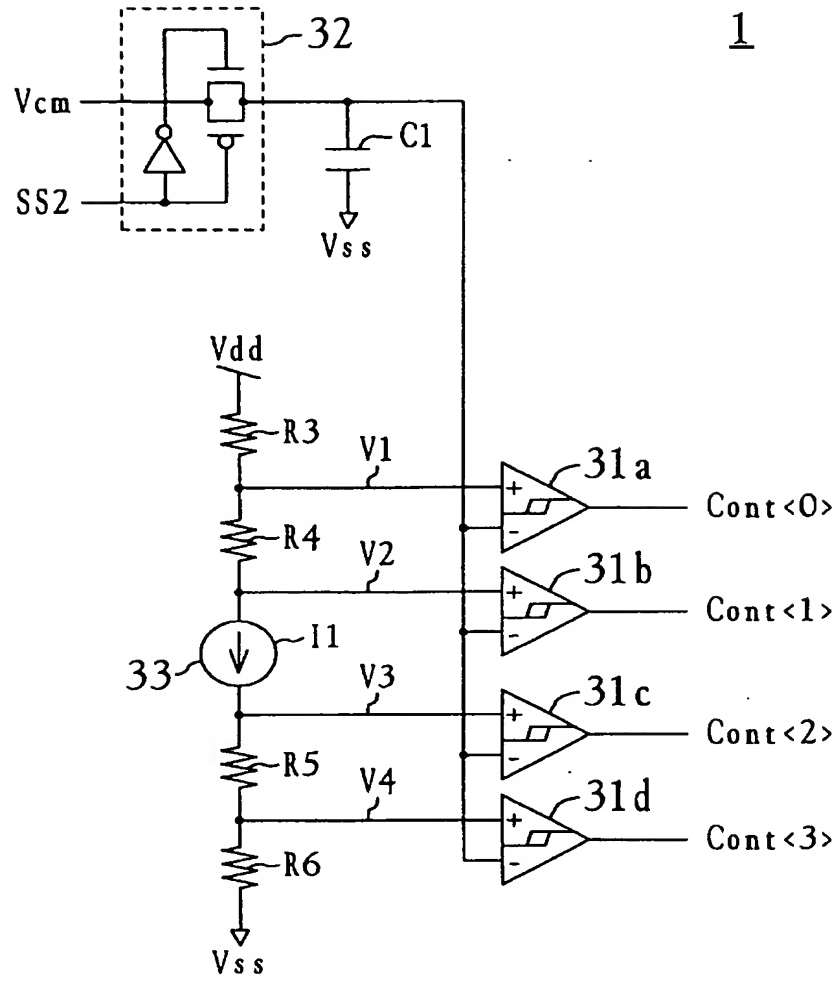 32
1
Vcm
C1
SS2
Vss
Vdd
R3
V1
31a
+
-
Cont<0>
R4
V2
31b
+
-
Cont<1>
I1
33
V3
31c
+
-
Cont<2>
R5
V4
31d
+
-
Cont<3>
R6
Vss